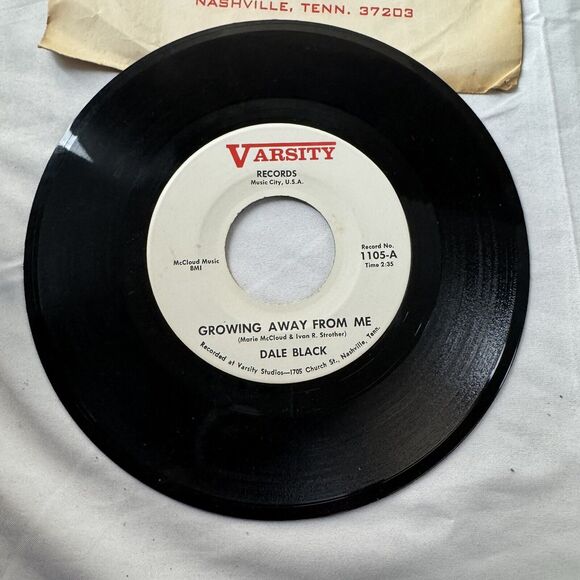 NASHVILLE, TENN. 37203
VARSITY
RECORDS
Music City, U.S.A.
McCloud Music
BMI
Record No.
1105-A
Time 2:35
GROWING AWAY FROM ME
(Marie McCloud & Ivan R. Strother)
DALE BLACK
Recorded at Varsity Studios—1705 Church St., Nashville, Tenn.